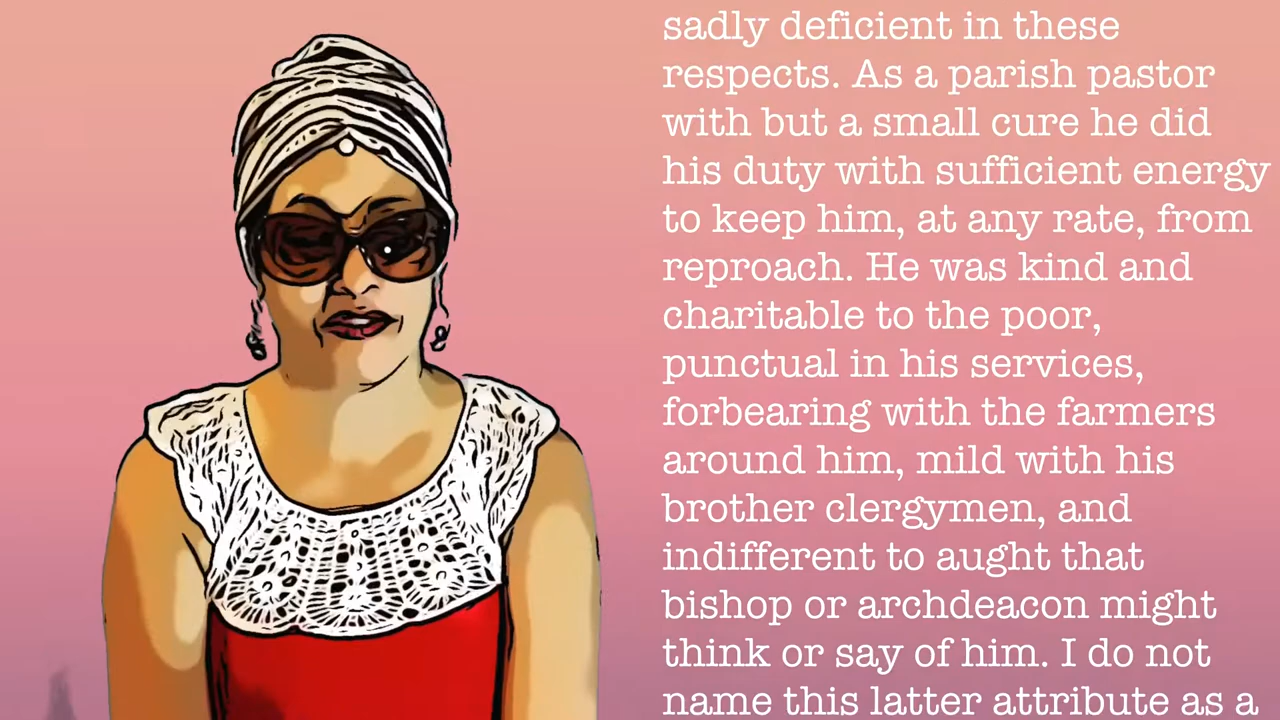 sadly deficient in these
respects. As a parish pastor
with but a small cure he did
his duty with sufficient energy
to keep him, at any rate, from
reproach. He was kind and
charitable to the poor,
punctual in his services,
forbearing with the farmers
around him, mild with his
brother clergymen, and
indifferent to aught that
bishop or archdeacon might
think or say of him. I do not
name this latter attribute as a